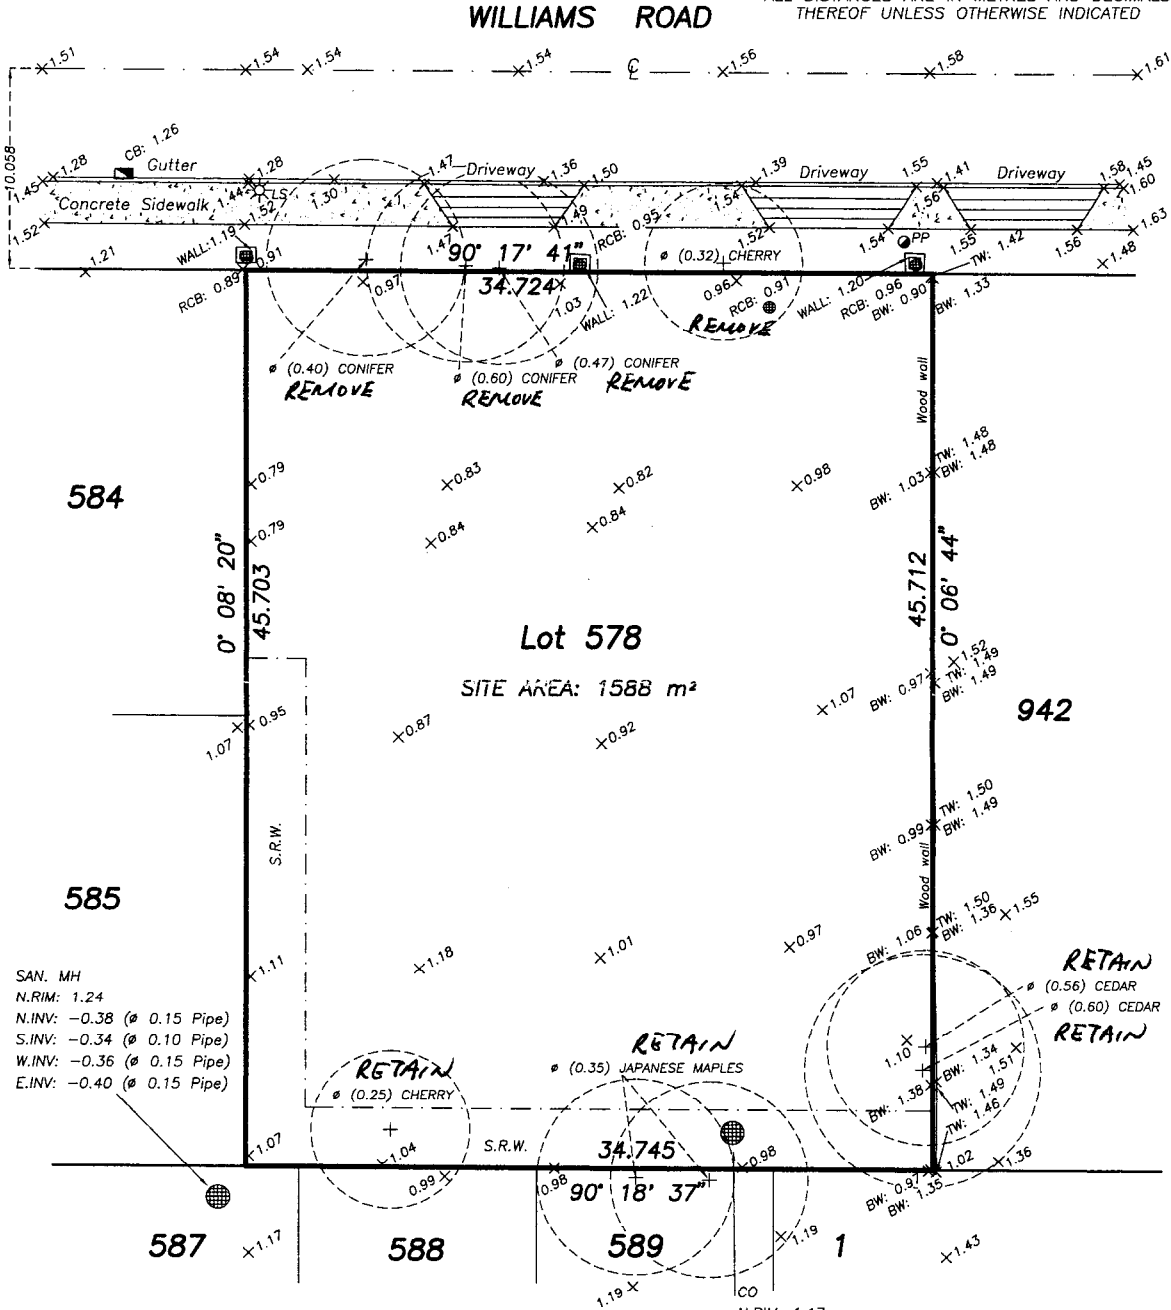 ALL DISTANCES ARE IN METRES AND DECIMALS
THEREOF UNLESS OTHERWISE INDICATED
WILLIAMS ROAD
1.51
1.54
1.54
1.54
1.56
1.58
1.61
10.058
CB: 1.26
1.45
1.28
Gutter
1.28
1.47
Driveway
1.36
1.50
1.39
Driveway
1.55
1.41
Driveway
1.58
1.45
1.60
1.44
LS
1.30
1.54
1.56
Concrete Sidewalk
1.52
1.52
1.47
1.49
1.52
1.54
PP
1.55
1.56
1.63
WALL: 1.19
RCB: 0.95
1.42
TW:
1.48
1.21
RCB: 0.89
0.91
90° 17' 41"
34.724
0.97
1.03
WALL: 1.22
ø (0.32) CHERRY
0.96
RCB: 0.91
REMOVE
WALL: 1.20
RCB: 0.96
BW: 0.90
BW: 1.33
ø (0.40) CONIFER
REMOVE
ø (0.60) CONIFER
REMOVE
ø (0.47) CONIFER
REMOVE
Wood wall
584
0.79
0.83
0.82
0.98
BW: 1.03
TW: 1.48
BW: 1.48
0.79
0.84
0.84
0° 08' 20"
45.703
45.712
0° 06' 44"
Lot 578
SITE AREA: 1588 m²
1.52
BW: 0.97
TW: 1.49
BW: 1.49
942
1.07
0.95
0.87
0.92
1.07
S.R.W.
BW: 0.99
TW: 1.50
BW: 1.49
Wood wall
585
1.11
1.18
1.01
0.97
BW: 1.06
TW: 1.50
BW: 1.36
1.55
RETAIN
ø (0.56) CEDAR
ø (0.60) CEDAR
RETAIN
SAN. MH
N.RIM: 1.24
N.INV: -0.38 (ø 0.15 Pipe)
S.INV: -0.34 (ø 0.10 Pipe)
W.INV: -0.36 (ø 0.15 Pipe)
E.INV: -0.40 (ø 0.15 Pipe)
RETAIN
ø (0.25) CHERRY
RETAIN
ø (0.35) JAPANESE MAPLES
1.10
BW: 1.34
1.51
BW: 1.38
TW: 1.49
TW: 1.46
1.07
1.04
S.R.W.
34.745
0.98
1.02
1.36
0.99
0.98
90° 18' 37"
BW: 0.97
BW: 1.35
587
1.17
588
589
1.19
1
1.43
1.19
CO
N.RIM: 1.17